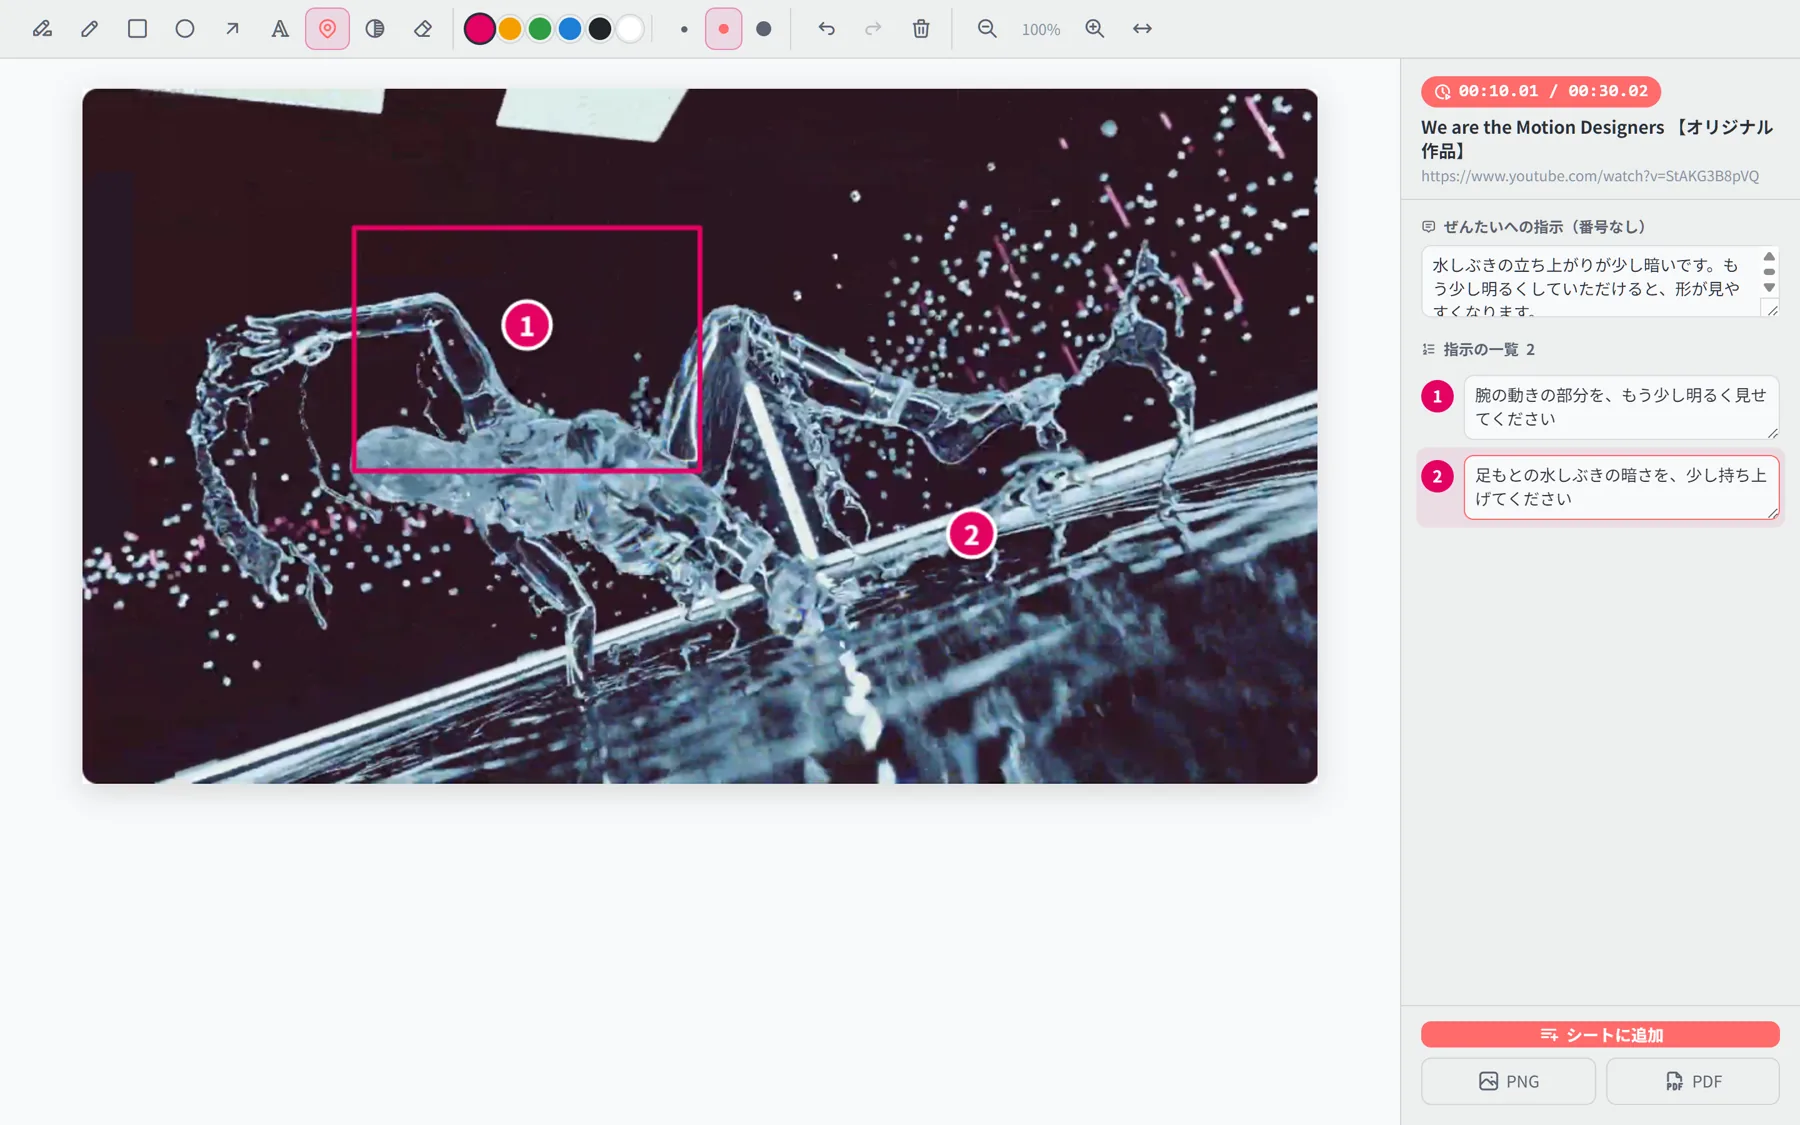 100%
00:10.01 / 00:30.02
We are the Motion Designers 【オリジナル
作品】
https://www.youtube.com/watch?v=StAKG3B8pVQ
ぜんたいへの指示（番号なし）
水しぶきの立ち上がりが少し暗いです。も
う少し明るくしていただけると、形が見や
すくなります。
指示の一覧 2
1 腕の動きの部分を、もう少し明るく見せ
てください
2 足もとの水しぶきの暗さを、少し持ち上
げてください
1
2
シートに追加
PNG
PDF